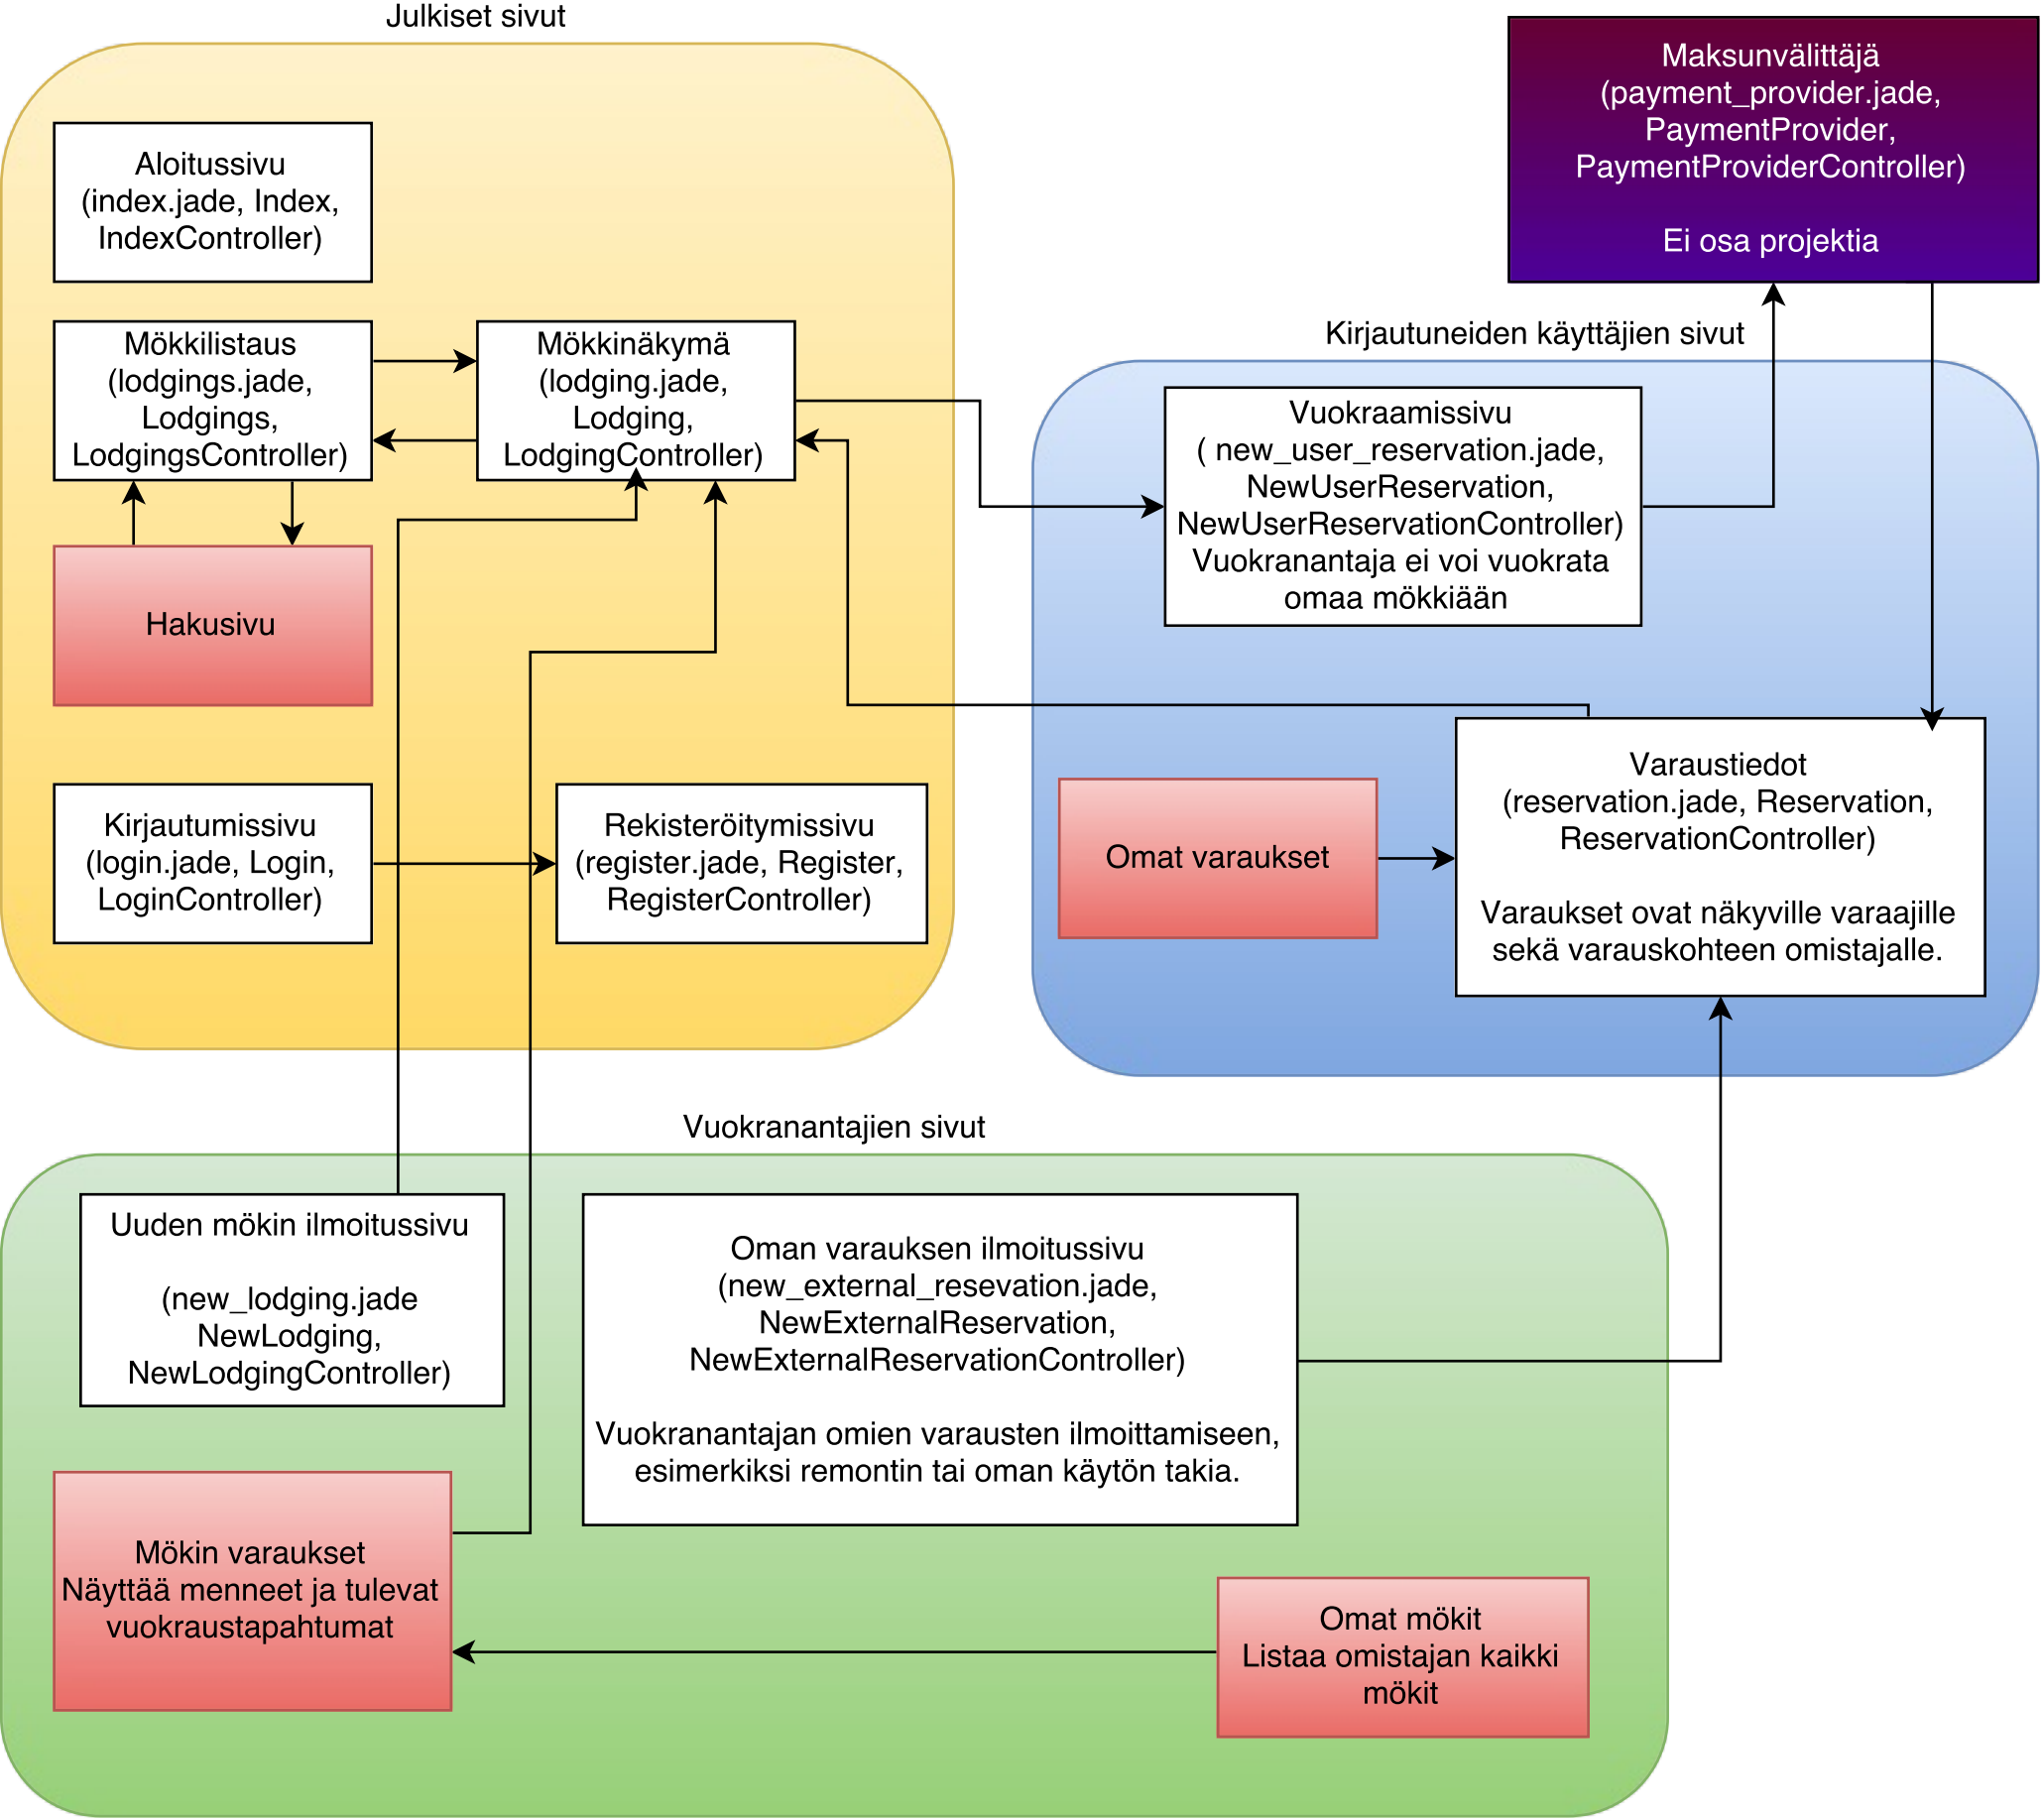 Julkiset sivut
Aloitussivu
(index.jade, Index,
IndexController)
Mökkilistaus
(lodgings.jade,
Lodgings,
LodgingsController)
Mökkinäkymä
(lodging.jade,
Lodging,
LodgingController)
Hakusivu
Kirjautumissivu
(login.jade, Login,
LoginController)
Rekisteröitymissivu
(register.jade, Register,
RegisterController)
Maksunvälittäjä
(payment_provider.jade,
PaymentProvider,
PaymentProviderController)
Ei osa projektia
Kirjautuneiden käyttäjien sivut
Vuokraamissivu
( new_user_reservation.jade,
NewUserReservation,
NewUserReservationController)
Vuokranantaja ei voi vuokrata
omaa mökkiään
Omat varaukset
Varaustiedot
(reservation.jade, Reservation,
ReservationController)
Varaukset ovat näkyville varaajille
sekä varauskohteen omistajalle.
Vuokranantajien sivut
Uuden mökin ilmoitussivu
(new_lodging.jade
NewLodging,
NewLodgingController)
Oman varauksen ilmoitussivu
(new_external_resevation.jade,
NewExternalReservation,
NewExternalReservationController)
Vuokranantajan omien varausten ilmoittamiseen,
esimerkiksi remontin tai oman käytön takia.
Mökin varaukset
Näyttää menneet ja tulevat
vuokraustapahtumat
Omat mökit
Listaa omistajan kaikki
mökit